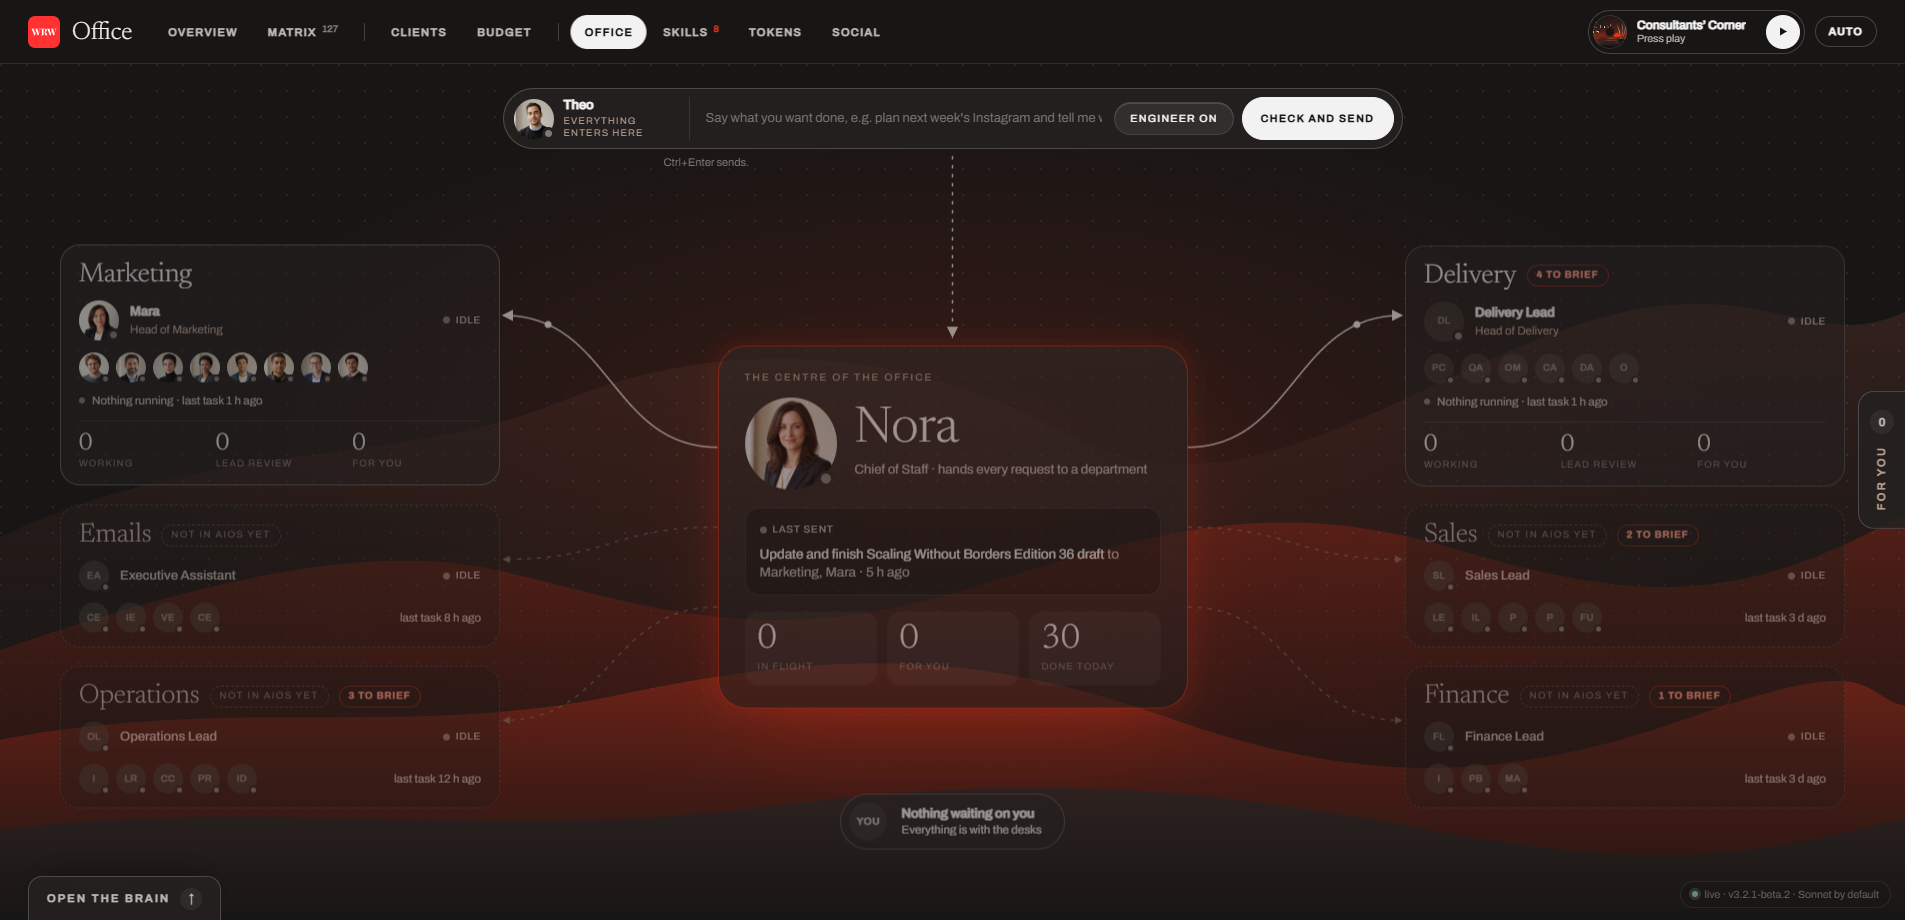 WRW Office OVERVIEW MATRIX 127 CLIENTS BUDGET OFFICE SKILLS 8 TOKENS SOCIAL
Consultants' Corner
Press play
AUTO
Theo
EVERYTHING
ENTERS HERE
Say what you want done, e.g. plan next week's Instagram and tell me
ENGINEER ON
CHECK AND SEND
Ctrl+Enter sends.
Marketing
Mara
Head of Marketing
IDLE
Nothing running · last task 1 h ago
0 0 0
WORKING LEAD REVIEW FOR YOU
Emails NOT IN AIOS YET
EA Executive Assistant IDLE
CE IE VE CE last task 8 h ago
Operations NOT IN AIOS YET 3 TO BRIEF
OL Operations Lead IDLE
I LR CC PR ID last task 12 h ago
THE CENTRE OF THE OFFICE
Nora
Chief of Staff · hands every request to a department
LAST SENT
Update and finish Scaling Without Borders Edition 36 draft to
Marketing, Mara · 5 h ago
0 0 30
IN FLIGHT FOR YOU DONE TODAY
YOU
Nothing waiting on you
Everything is with the desks
Delivery 4 TO BRIEF
DL
Delivery Lead
Head of Delivery
IDLE
PC QA OM CA DA O
Nothing running · last task 1 h ago
0 0 0
WORKING LEAD REVIEW FOR YOU
Sales NOT IN AIOS YET 2 TO BRIEF
SL Sales Lead IDLE
LE IL P P FU last task 3 d ago
Finance NOT IN AIOS YET 1 TO BRIEF
FL Finance Lead IDLE
I PB MA last task 3 d ago
0
FOR YOU
OPEN THE BRAIN ↑
live · v3.2.1-beta.2 · Sonnet by default